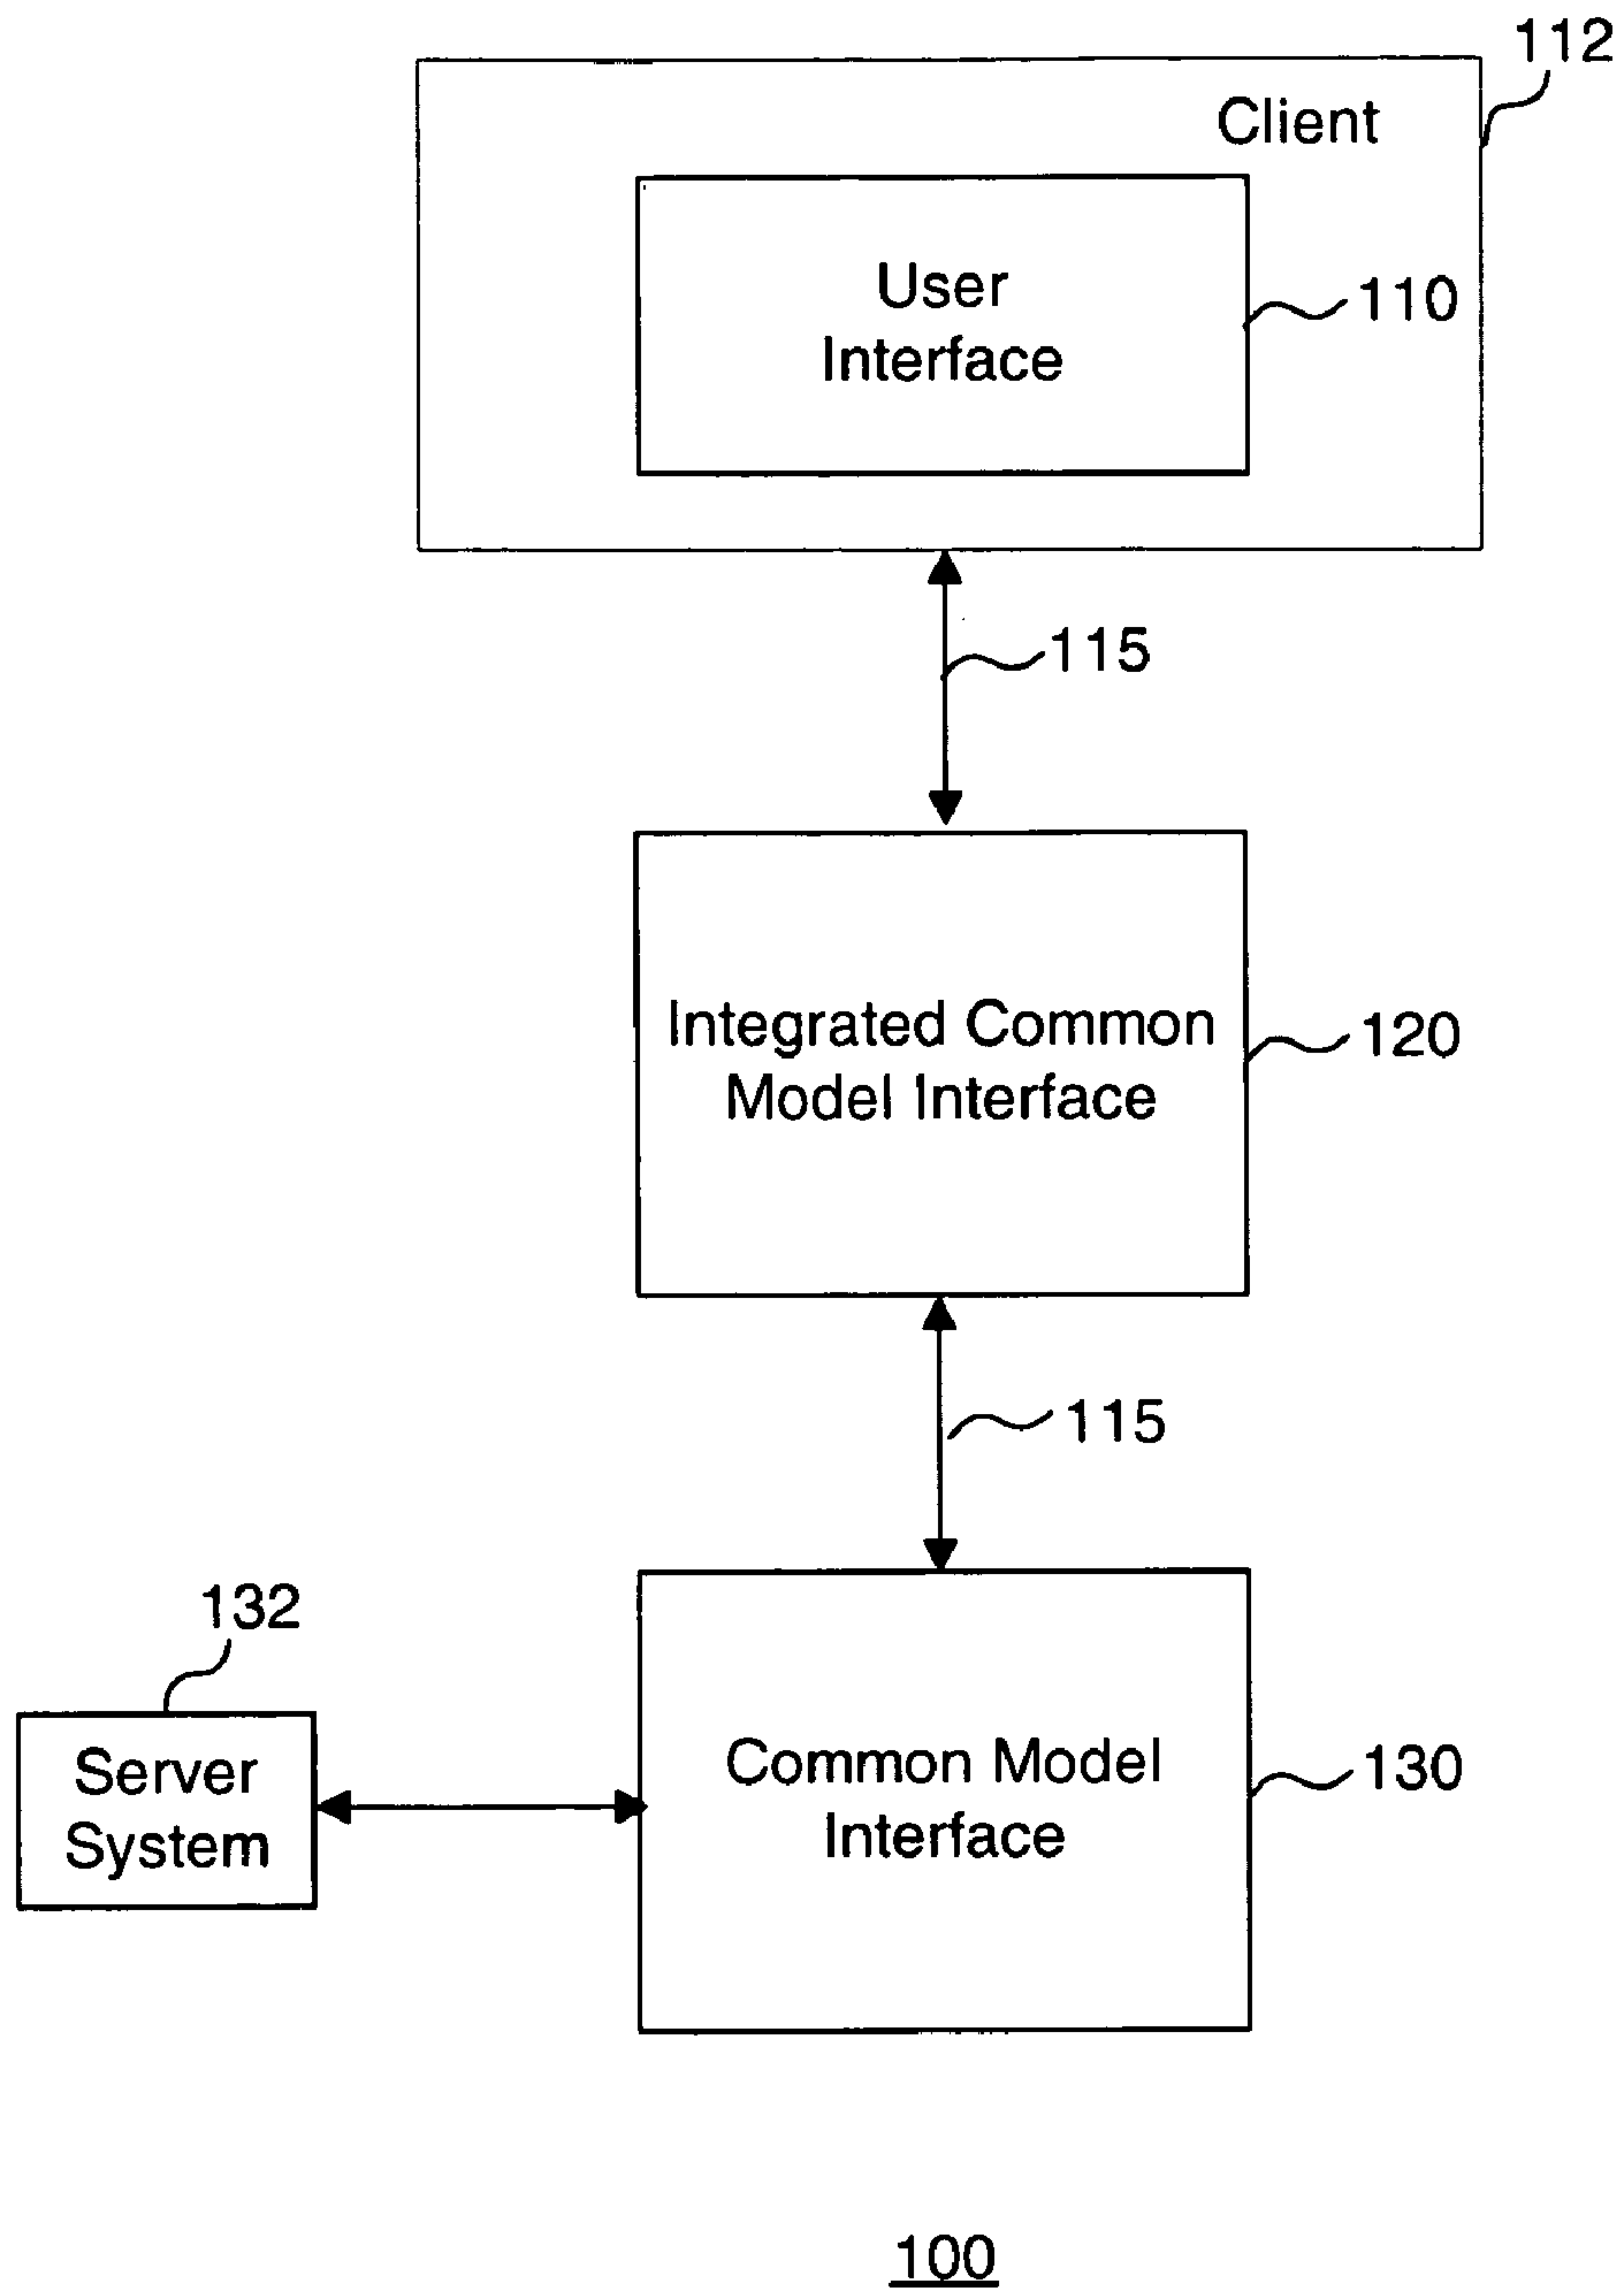 112
Client
User
Interface
110
115
Integrated Common
Model Interface
120
115
132
Server
System
Common Model
Interface
130
100